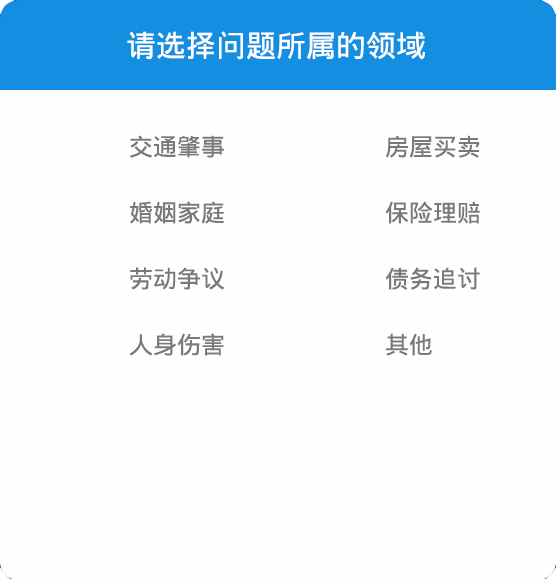 请选择问题所属的领域
交通肇事 房屋买卖
婚姻家庭 保险理赔
劳动争议 债务追讨
人身伤害 其他